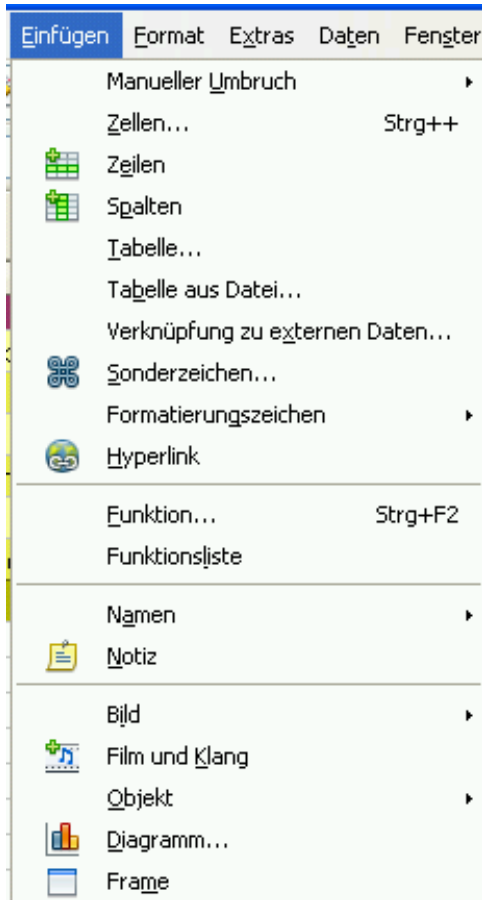 Einfügen Format Extras Daten Fenster
Manueller Umbruch
Zellen... Strg++
Zeilen
Spalten
Tabelle...
Tabelle aus Datei...
Verknüpfung zu externen Daten...
Sonderzeichen...
Formatierungszeichen
Hyperlink
Funktion... Strg+F2
Funktionsliste
Namen
Notiz
Bild
Film und Klang
Objekt
Diagramm...
Frame